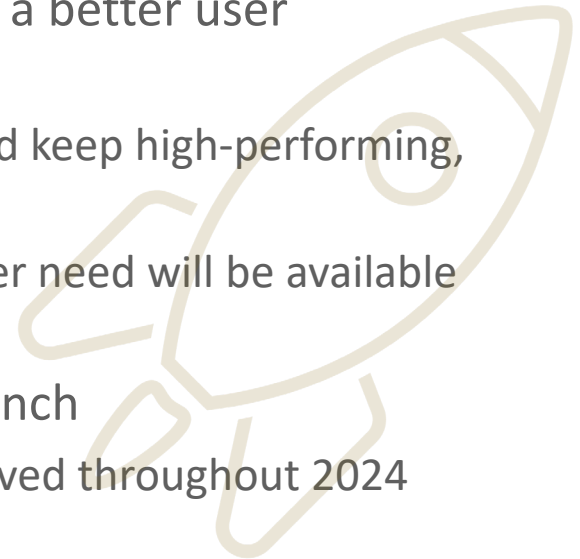 a better user
d keep high-performing,
er need will be available
nch
ved throughout 2024